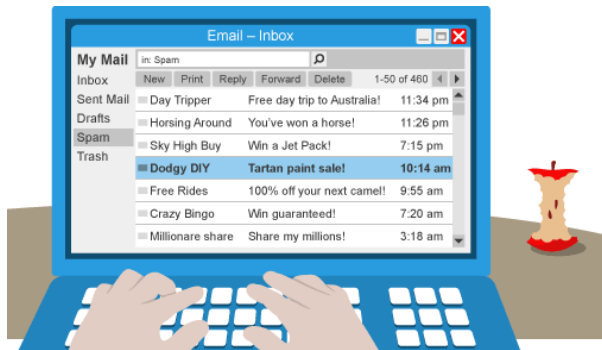 Email – Inbox
My Mail in: Spam
New Print Reply Forward Delete 1-50 of 460
Inbox
Sent Mail
Drafts
Spam
Trash
Day Tripper Free day trip to Australia! 11:34 pm
Horsing Around You've won a horse! 11:26 pm
Sky High Buy Win a Jet Pack! 7:15 pm
Dodgy DIY Tartan paint sale! 10:14 am
Free Rides 100% off your next camel! 9:55 am
Crazy Bingo Win guaranteed! 7:20 am
Millionare share Share my millions! 3:18 am